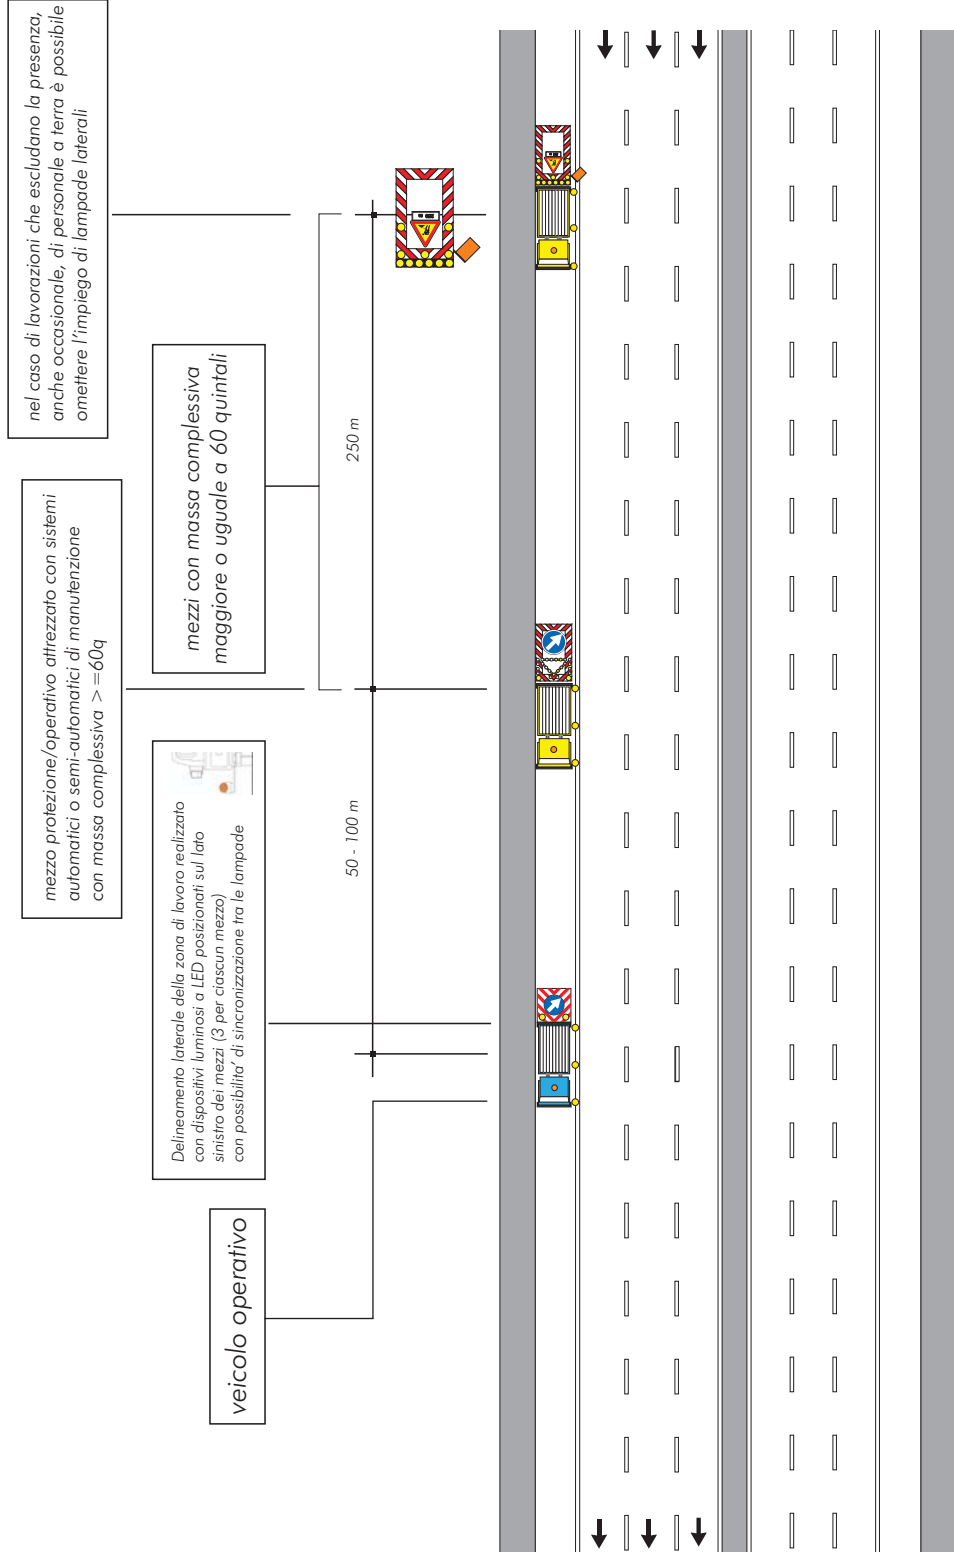 nel caso di lavorazioni che escludano la presenza,
anche occasionale, di personale a terra è possibile
omettere l'impiego di lampade laterali
mezzo protezione/operativo attrezzato con sistemi
automatici o semi-automatici di manutenzione
con massa complessiva >=60q
mezzi con massa complessiva
maggiore o uguale a 60 quintali
Delineamento laterale della zona di lavoro realizzato
con dispositivi luminosi a LED posizionati sul lato
sinistro dei mezzi (3 per ciascun mezzo)
con possibilita' di sincronizzazione tra le lampade
veicolo operativo
250 m
50 - 100 m